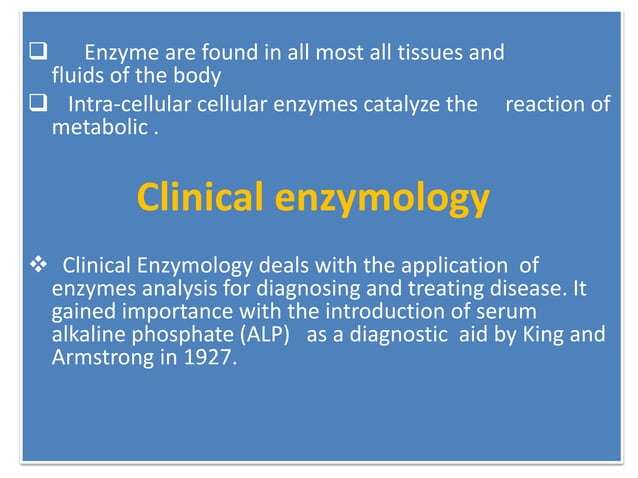 ❑ Enzyme are found in all most all tissues and
fluids of the body
❑ Intra-cellular cellular enzymes catalyze the reaction of
metabolic .
Clinical enzymology
❖ Clinical Enzymology deals with the application of
enzymes analysis for diagnosing and treating disease. It
gained importance with the introduction of serum
alkaline phosphate (ALP) as a diagnostic aid by King and
Armstrong in 1927.